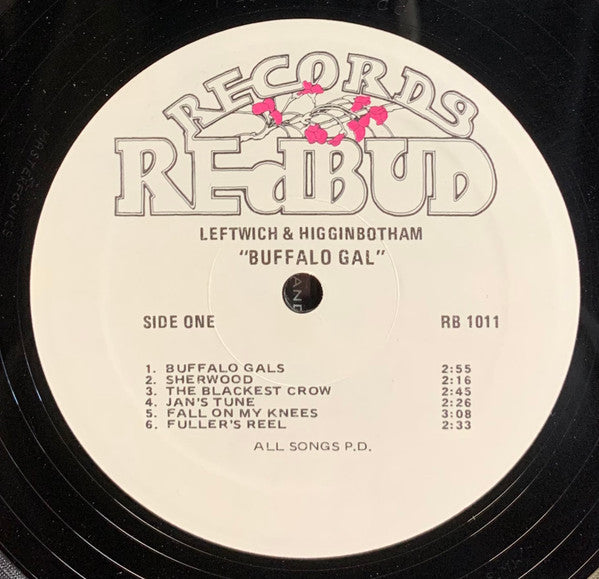 RECORDS
REdBUD
LEFTWICH & HIGGINBOTHAM
"BUFFALO GAL"
SIDE ONE RB 1011
1. BUFFALO GALS 2:55
2. SHERWOOD 2:16
3. THE BLACKEST CROW 2:45
4. JAN'S TUNE 2:26
5. FALL ON MY KNEES 3:08
6. FULLER'S REEL 2:33
ALL SONGS P.D.